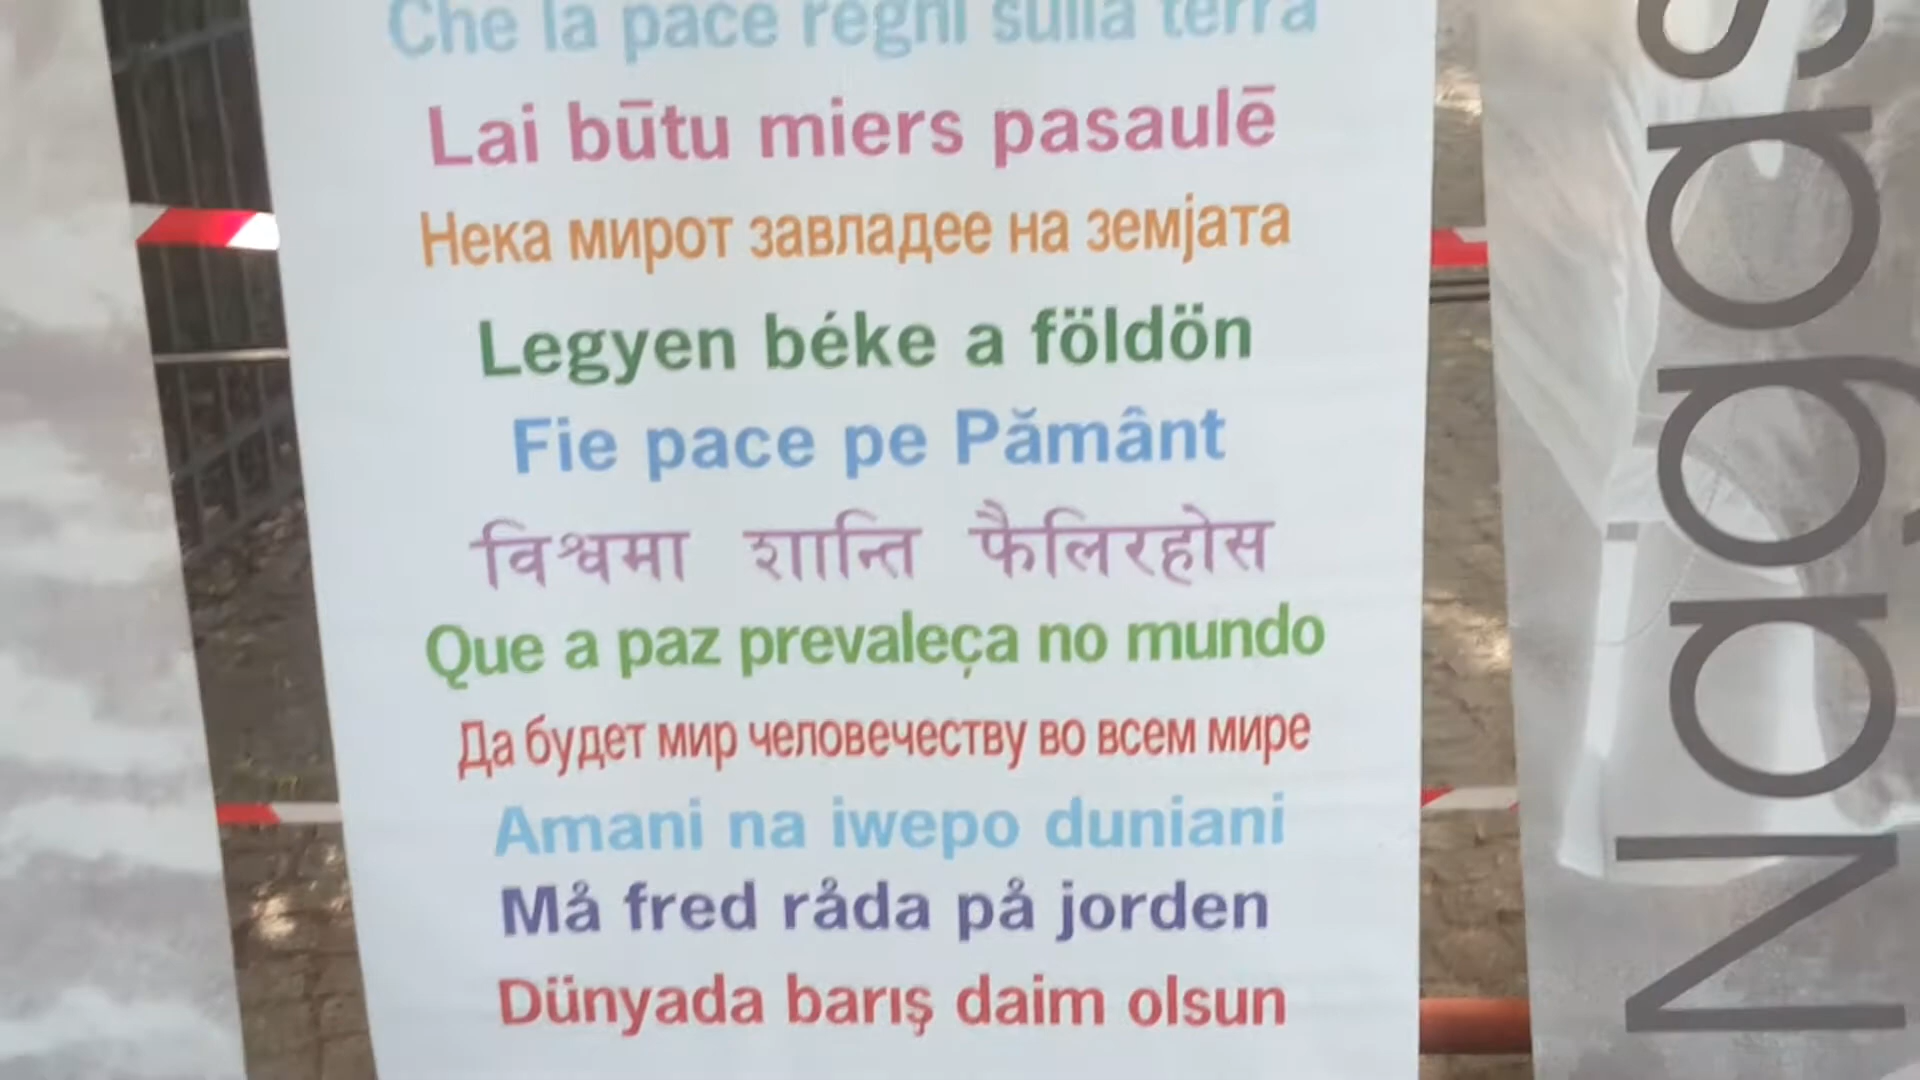 Che la pace regni sulla terra
Lai būtu miers pasaulē
Нека мирот завладее на земјата
Legyen béke a földön
Fie pace pe Pământ
विश्वमा शान्ति फैलिरहोस
Que a paz prevaleça no mundo
Да будет мир человечеству во всем мире
Amani na iwepo duniani
Må fred råda på jorden
Dünyada barış daim olsun
Nagas